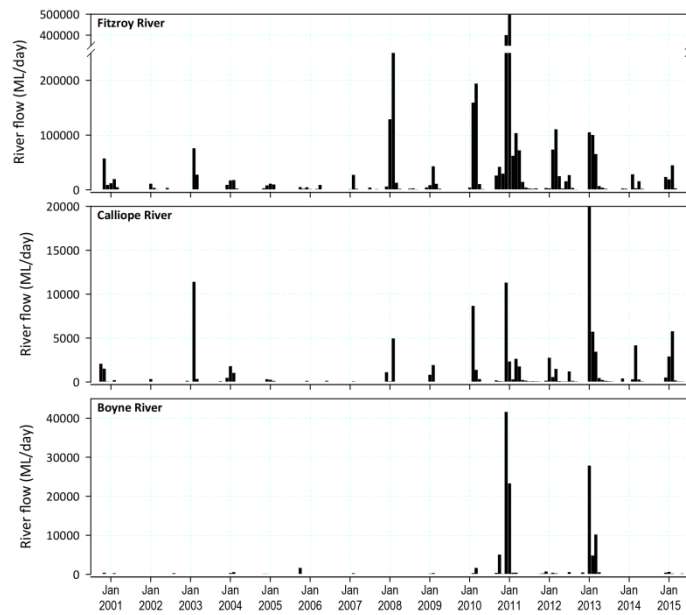 500000
Fitzroy River
400000
200000
100000
0
River flow (ML/day)
20000
Calliope River
15000
10000
5000
0
River flow (ML/day)
Boyne River
40000
30000
20000
10000
0
River flow (ML/day)
Jan Jan Jan Jan Jan Jan Jan Jan Jan Jan Jan Jan Jan Jan Jan
2001 2002 2003 2004 2005 2006 2007 2008 2009 2010 2011 2012 2013 2014 2015